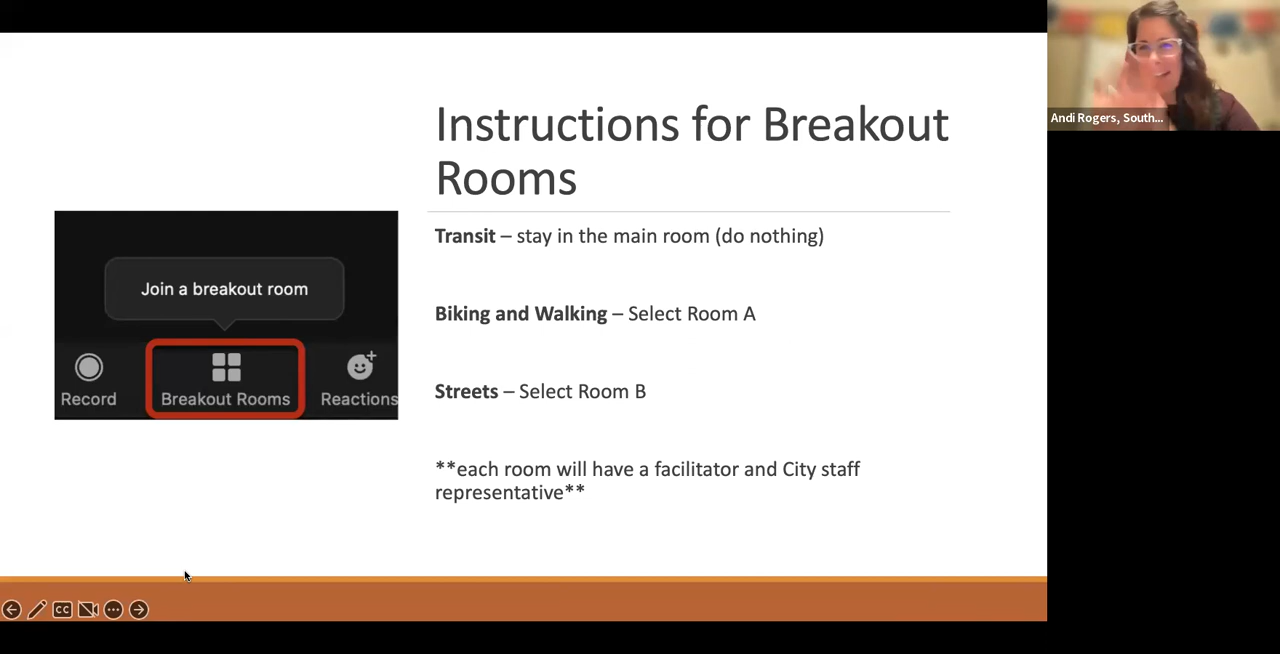 Instructions for Breakout
Rooms
Transit – stay in the main room (do nothing)
Biking and Walking – Select Room A
Streets – Select Room B
**each room will have a facilitator and City staff
representative**
Join a breakout room
Record
Breakout Rooms
Reactions
CC
Andi Rogers, South...